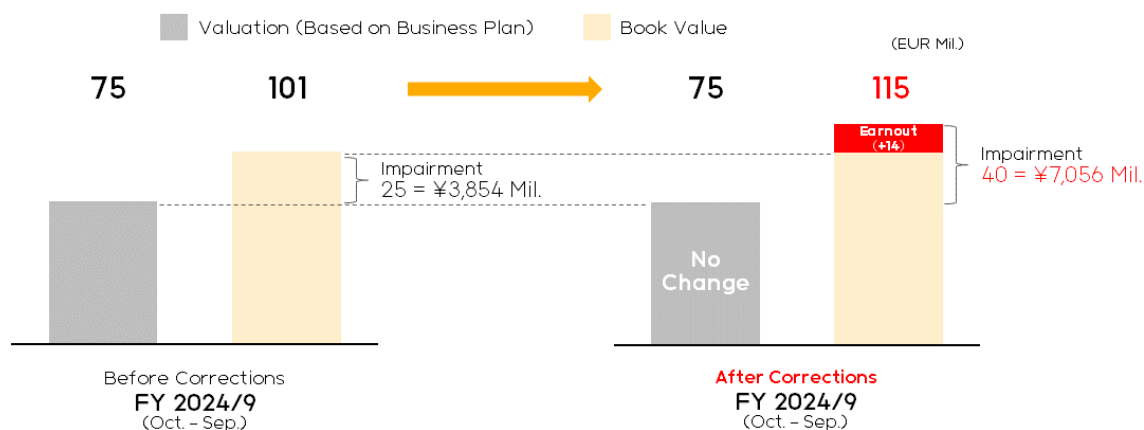 Valuation (Based on Business Plan)
Book Value
(EUR Mil.)
75
101
75
115
Earnout
(+14)
Impairment
25 = ¥3,854 Mil.
Impairment
40 = ¥7,056 Mil.
No
Change
Before Corrections
FY 2024/9
(Oct. – Sep.)
After Corrections
FY 2024/9
(Oct. – Sep.)